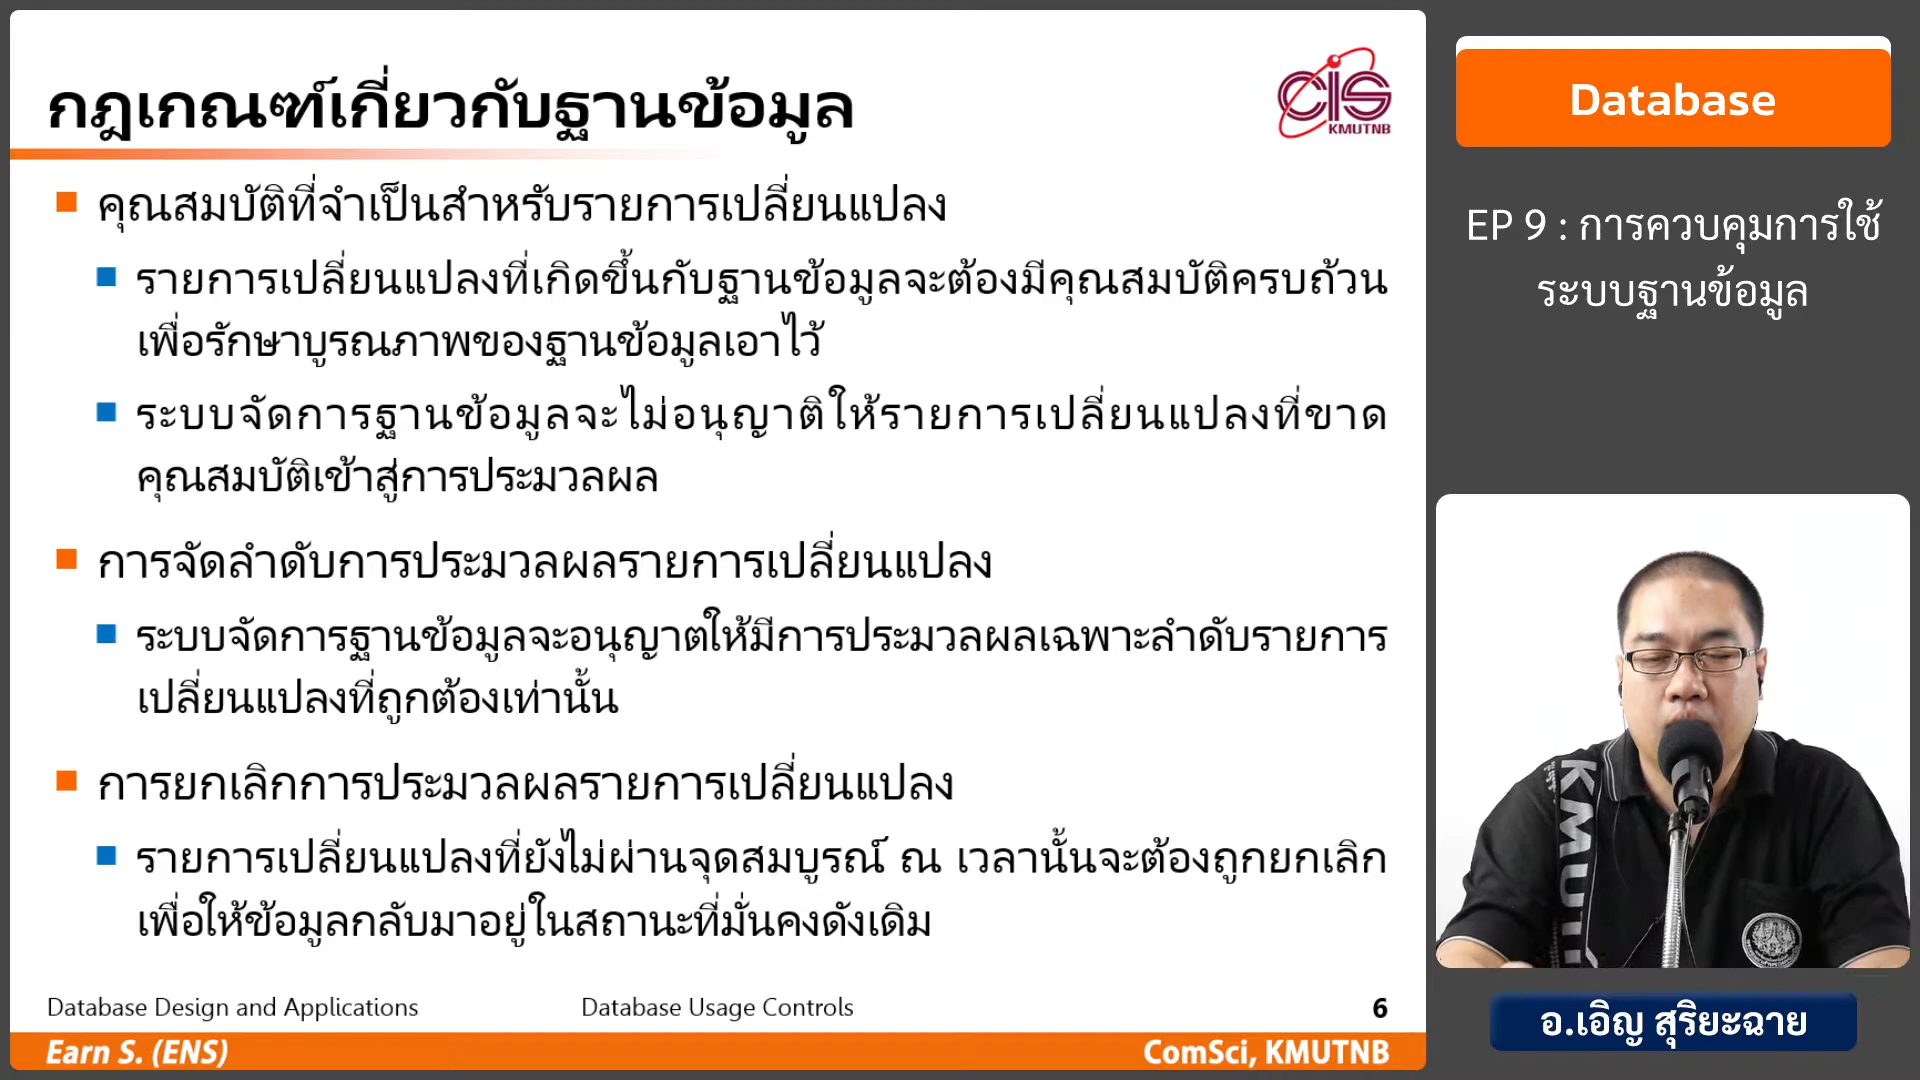 กฎเกณฑ์เกี่ยวกับฐานข้อมูล
CIS
KMUTNB
คุณสมบัติที่จำเป็นสำหรับรายการเปลี่ยนแปลง
รายการเปลี่ยนแปลงที่เกิดขึ้นกับฐานข้อมูลจะต้องมีคุณสมบัติครบถ้วน
เพื่อรักษาบูรณภาพของฐานข้อมูลเอาไว้
ระบบจัดการฐานข้อมูลจะไม่อนุญาติให้รายการเปลี่ยนแปลงที่ขาด
คุณสมบัติเข้าสู่การประมวลผล
การจัดลำดับการประมวลผลรายการเปลี่ยนแปลง
ระบบจัดการฐานข้อมูลจะอนุญาตให้มีการประมวลผลเฉพาะลำดับรายการ
เปลี่ยนแปลงที่ถูกต้องเท่านั้น
การยกเลิกการประมวลผลรายการเปลี่ยนแปลง
รายการเปลี่ยนแปลงที่ยังไม่ผ่านจุดสมบูรณ์ ณ เวลานั้นจะต้องถูกยกเลิก
เพื่อให้ข้อมูลกลับมาอยู่ในสถานะที่มั่นคงดังเดิม
Database Design and Applications
Database Usage Controls
6
Earn S. (ENS)
ComSci, KMUTNB
Database
EP 9 : การควบคุมการใช้
ระบบฐานข้อมูล
KMUTNB
อ.เอิญ สุริยะฉาย